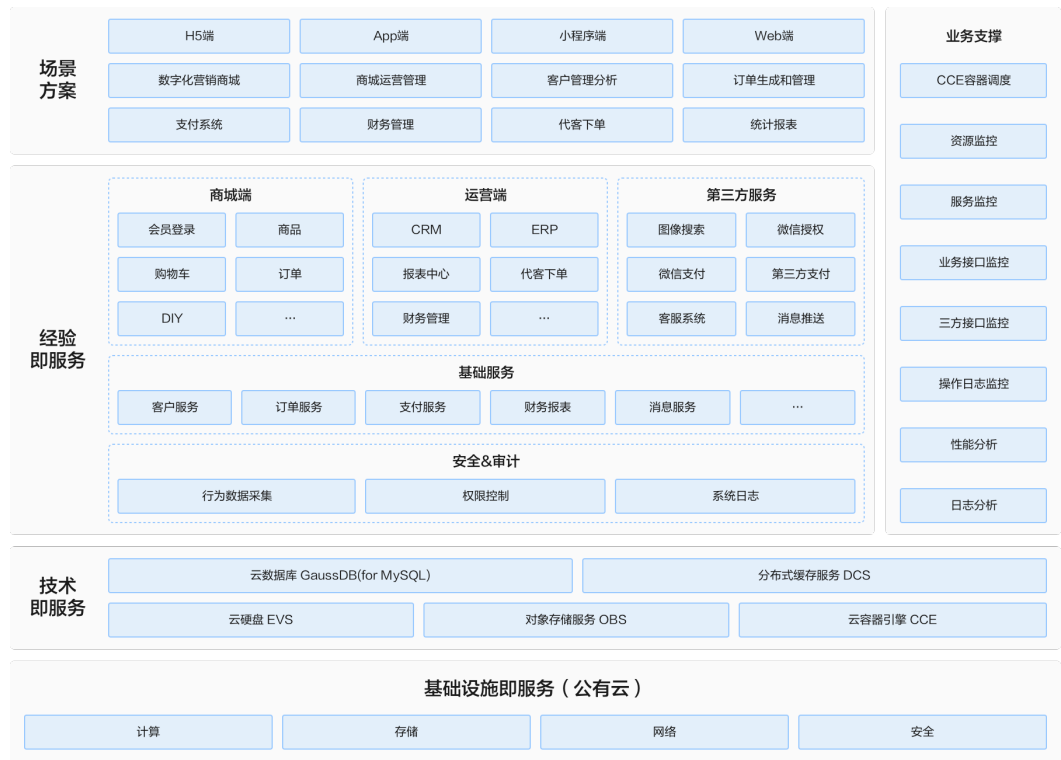 场景
方案
H5端
App端
小程序端
Web端
数字化营销商城
商城运营管理
客户管理分析
订单生成和管理
支付系统
财务管理
代客下单
统计报表
业务支撑
CCE容器调度
资源监控
服务监控
业务接口监控
三方接口监控
操作日志监控
性能分析
日志分析
经验
即服务
商城端
会员登录
商品
购物车
订单
DIY
…
运营端
CRM
ERP
报表中心
代客下单
财务管理
…
第三方服务
图像搜索
微信授权
微信支付
第三方支付
客服系统
消息推送
基础服务
客户服务
订单服务
支付服务
财务报表
消息服务
…
安全&审计
行为数据采集
权限控制
系统日志
技术
即服务
云数据库 GaussDB(for MySQL)
分布式缓存服务 DCS
云硬盘 EVS
对象存储服务 OBS
云容器引擎 CCE
基础设施即服务（公有云）
计算
存储
网络
安全